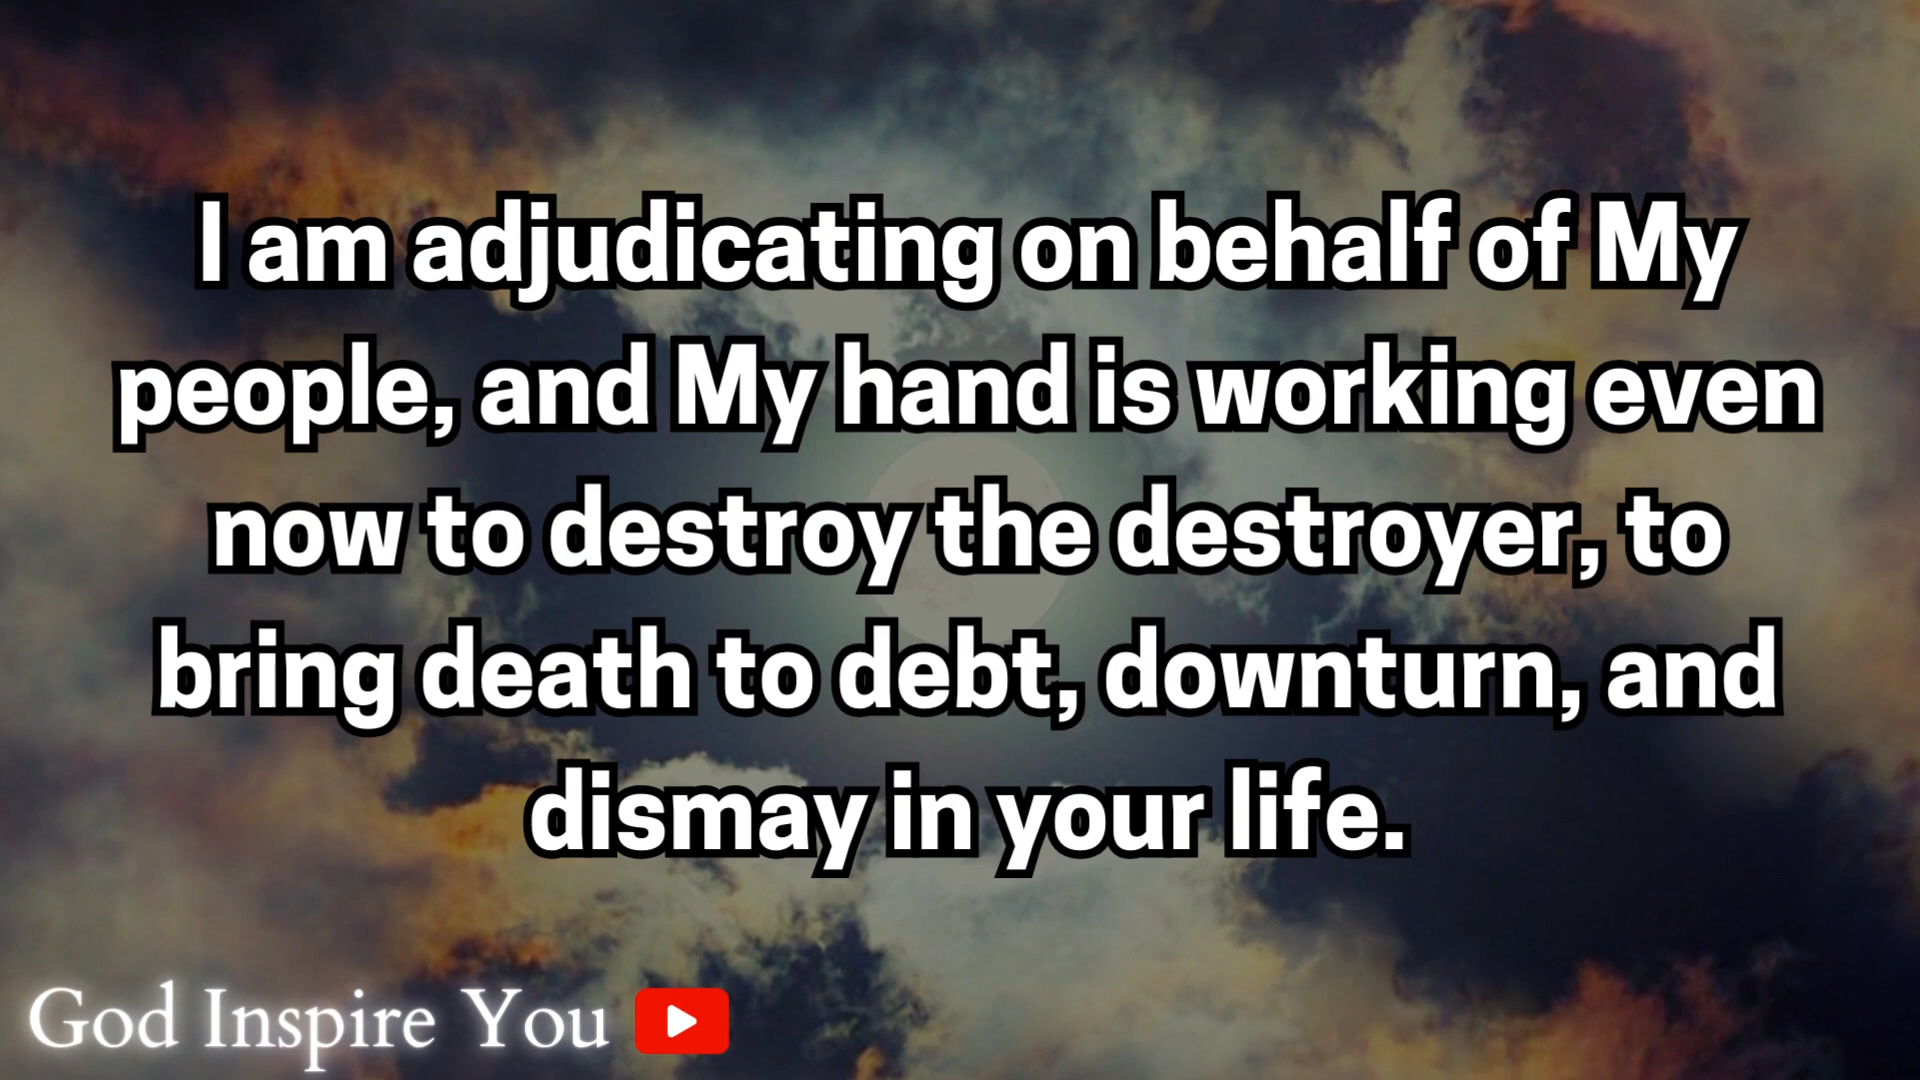 I am adjudicating on behalf of My
people, and My hand is working even
now to destroy the destroyer, to
bring death to debt, downturn, and
dismay in your life.
God Inspire You